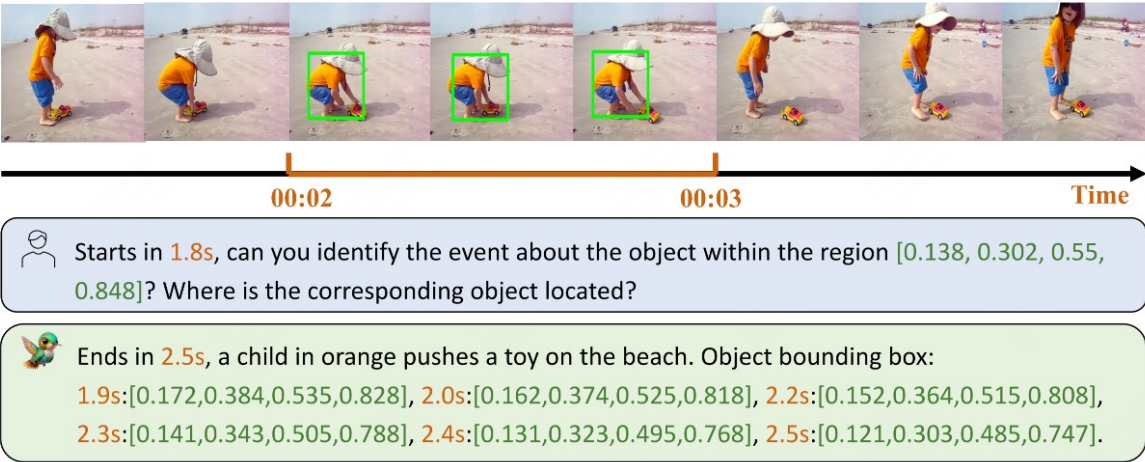 00:02
00:03
Time
Starts in 1.8s, can you identify the event about the object within the region [0.138, 0.302, 0.55,
0.848]? Where is the corresponding object located?
Ends in 2.5s, a child in orange pushes a toy on the beach. Object bounding box:
1.9s:[0.172,0.384,0.535,0.828], 2.0s:[0.162,0.374,0.525,0.818], 2.2s:[0.152,0.364,0.515,0.808],
2.3s:[0.141,0.343,0.505,0.788], 2.4s:[0.131,0.323,0.495,0.768], 2.5s:[0.121,0.303,0.485,0.747].